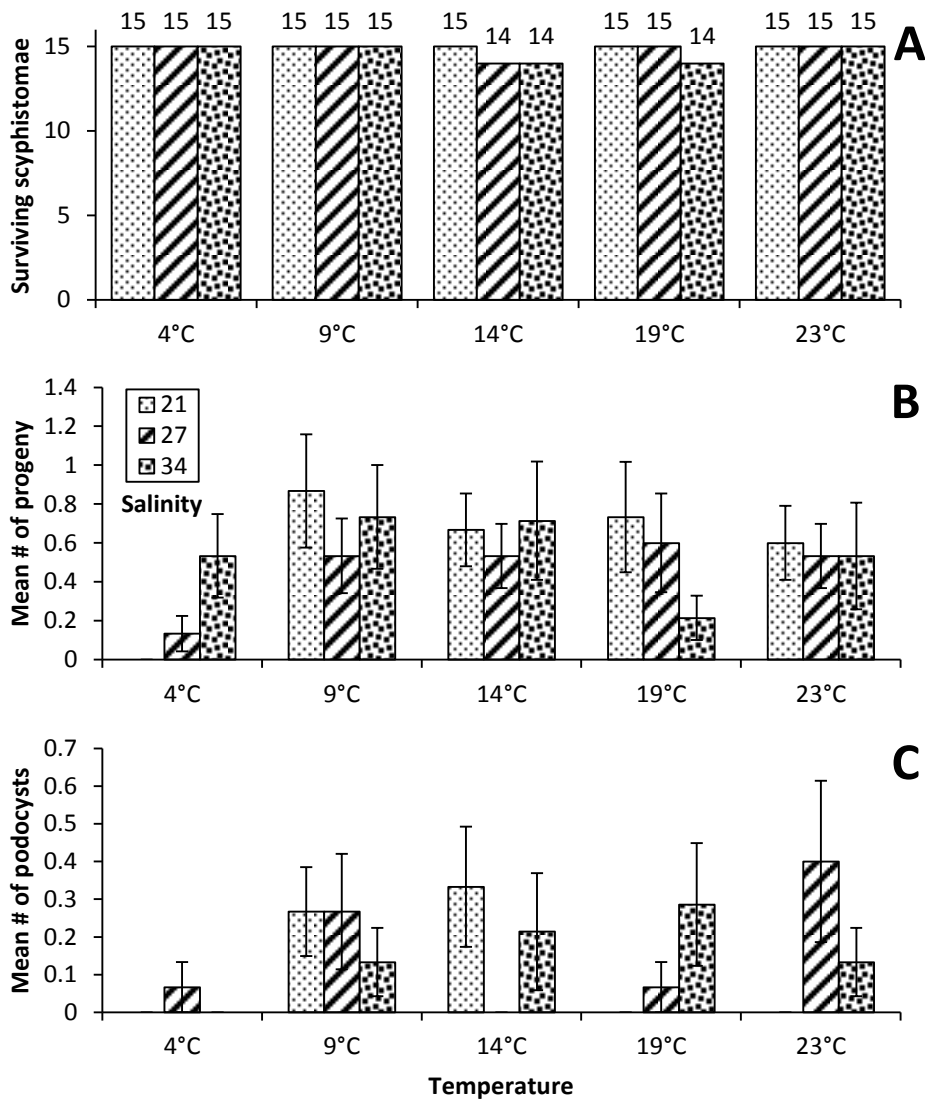 15 15 15 15 15 15 15 14 14 15 15 14 15 15 15
A
Surviving scyphistomae
15
10
5
0
4°C 9°C 14°C 19°C 23°C
B
Mean # of progeny
1.4
1.2
1
0.8
0.6
0.4
0.2
0
21
27
34
Salinity
4°C 9°C 14°C 19°C 23°C
C
Mean # of podocysts
0.7
0.6
0.5
0.4
0.3
0.2
0.1
0
4°C 9°C 14°C 19°C 23°C
Temperature